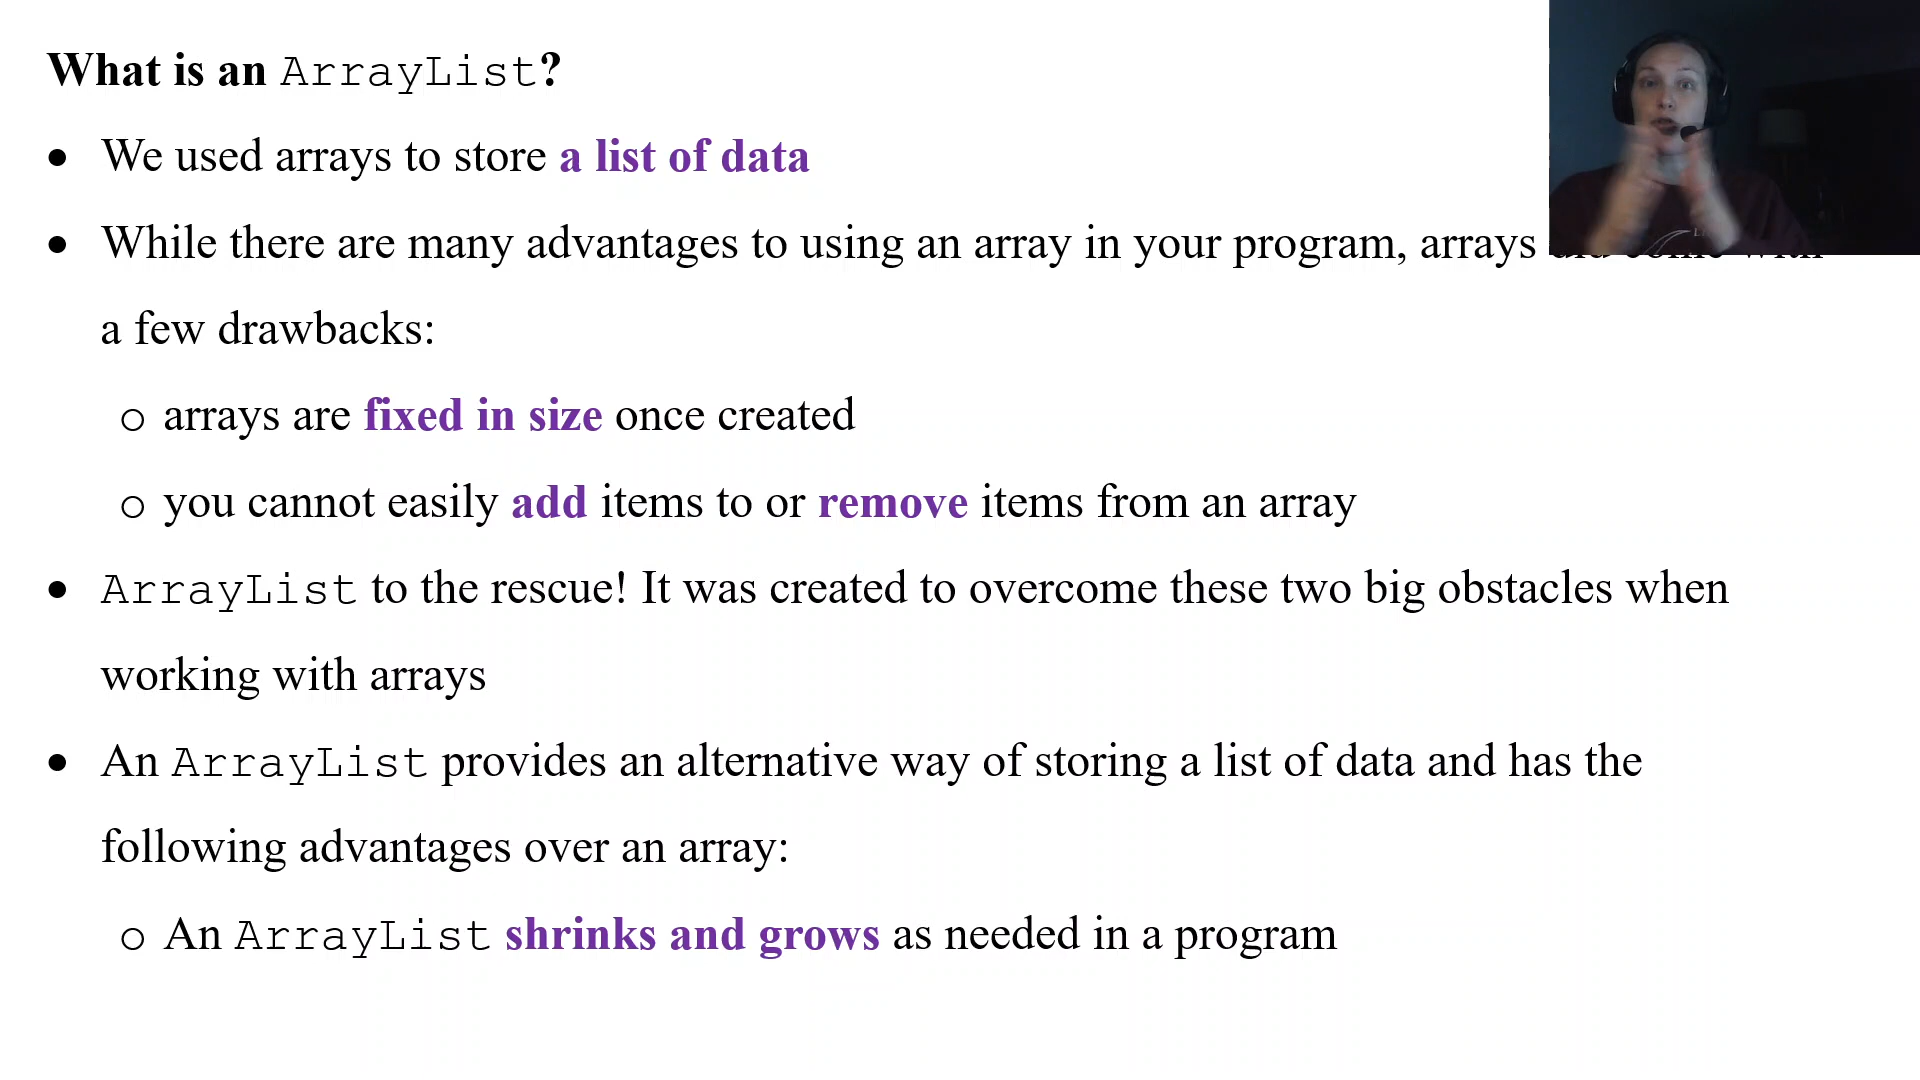 What is an ArrayList?
• We used arrays to store a list of data
• While there are many advantages to using an array in your program, arrays did come with
a few drawbacks:
o arrays are fixed in size once created
o you cannot easily add items to or remove items from an array
• ArrayList to the rescue! It was created to overcome these two big obstacles when
working with arrays
• An ArrayList provides an alternative way of storing a list of data and has the
following advantages over an array:
o An ArrayList shrinks and grows as needed in a program